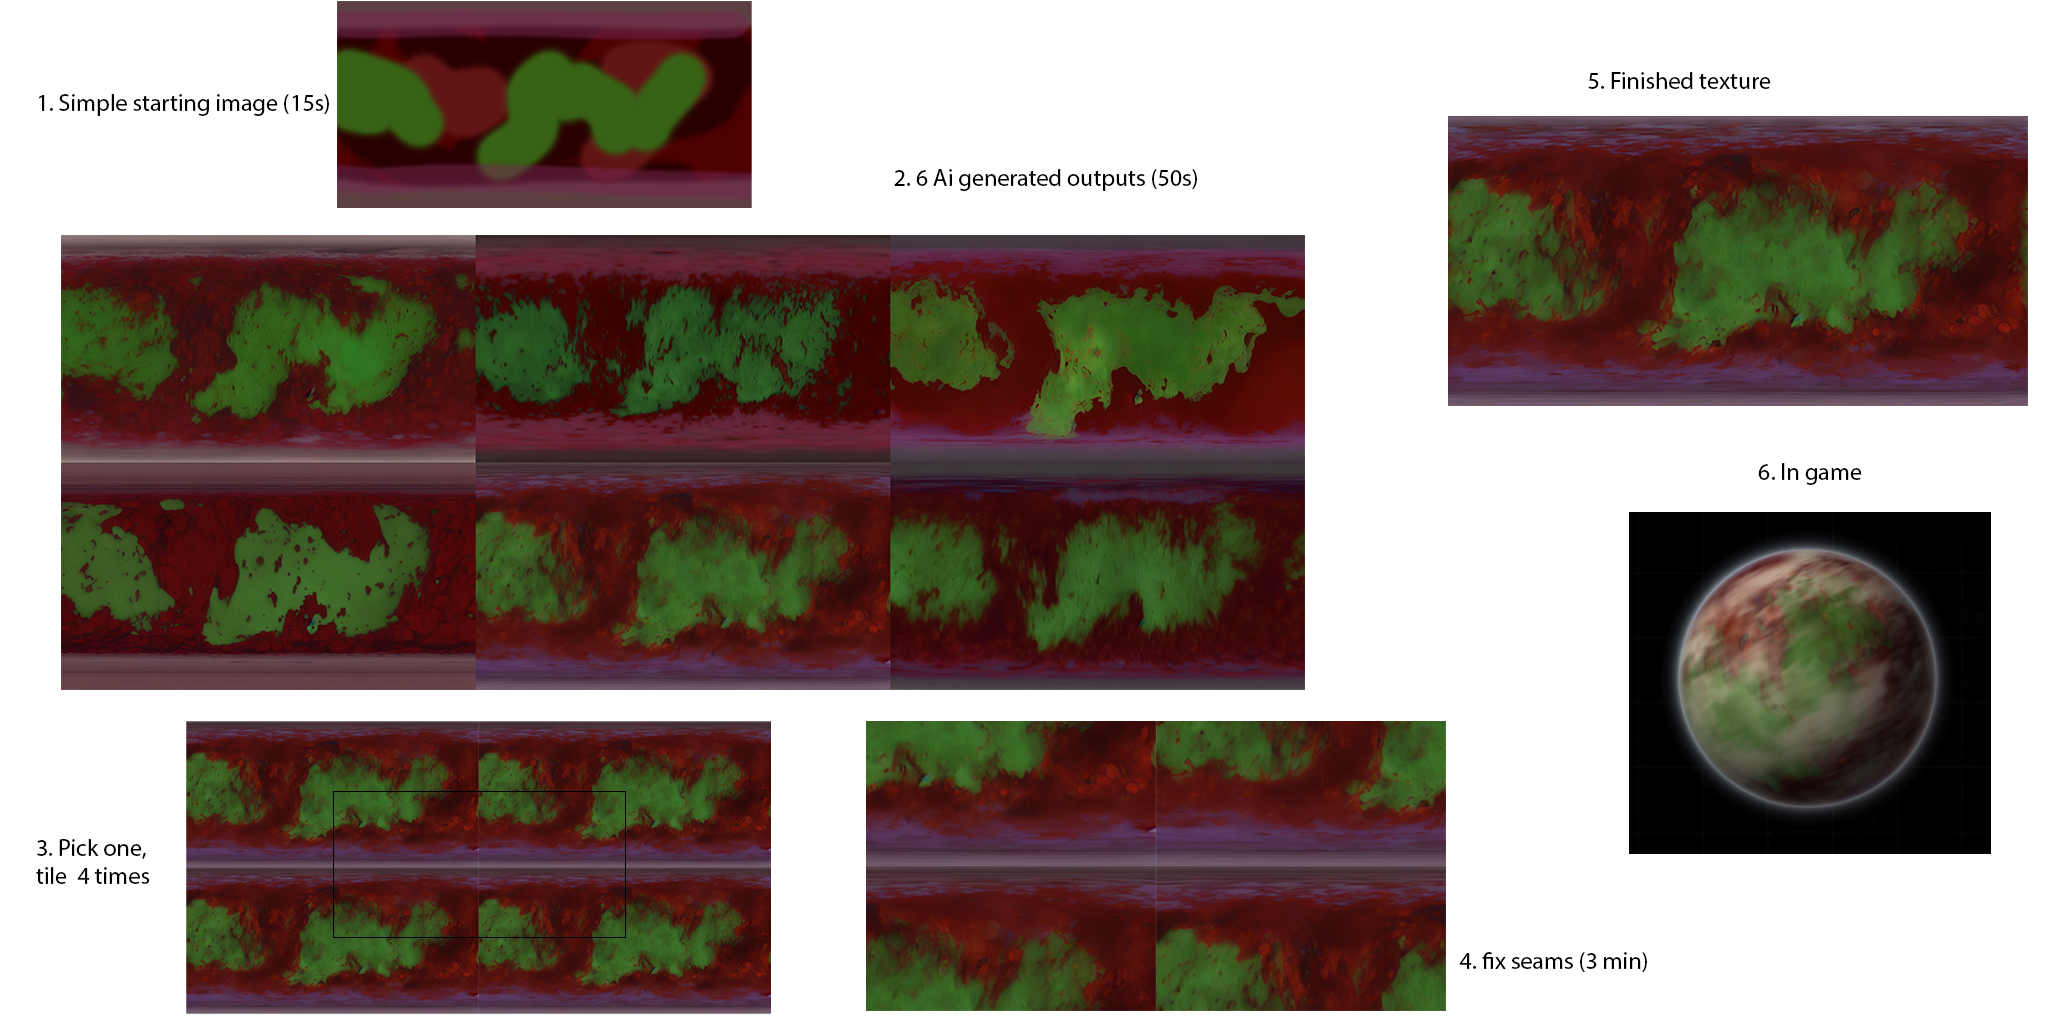 1. Simple starting image (15s)
2. 6 Ai generated outputs (50s)
3. Pick one,
tile  4 times
4. fix seams (3 min)
5. Finished texture
6. In game